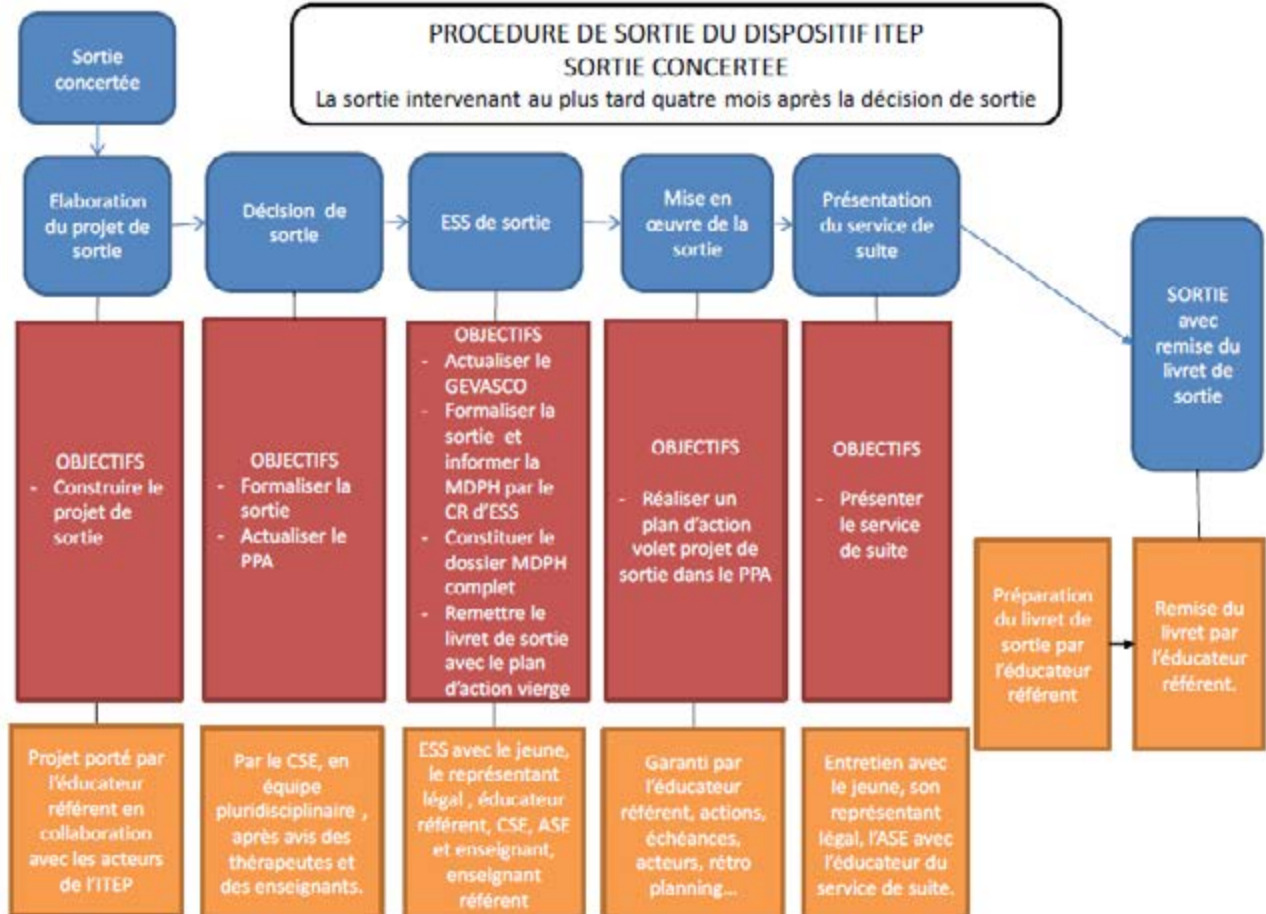 PROCEDURE DE SORTIE DU DISPOSITIF ITEP
SORTIE CONCERTEE
La sortie intervenant au plus tard quatre mois après la décision de sortie
Sortie
concertée
Elaboration
du projet de
sortie
Décision de
sortie
ESS de sortie
Mise en
œuvre de la
sortie
Présentation
du service de
suite
SORTIE
avec
remise du
livret de
sortie
OBJECTIFS
- Construire le
projet de
sortie
OBJECTIFS
- Formaliser la
sortie
- Actualiser le
PPA
OBJECTIFS
- Actualiser le
GEVASCO
- Formaliser la
sortie et
informer la
MDPH par le
CR d'ESS
- Constituer le
dossier MDPH
complet
- Remettre le
livret de sortie
avec le plan
d'action vierge
OBJECTIFS
- Réaliser un
plan d'action
volet projet de
sortie dans le PPA
OBJECTIFS
- Présenter
le service
de suite
Préparation
du livret de
sortie par
l'éducateur
référent
Remise du
livret par
l'éducateur
référent.
Projet porté par
l'éducateur
référent en
collaboration
avec les acteurs
de l'ITEP
Par le CSE, en
équipe
pluridisciplinaire ,
après avis des
thérapeutes et
des enseignants.
ESS avec le jeune,
le représentant
légal , éducateur
référent, CSE, ASE
et enseignant,
enseignant
référent
Garanti par
l'éducateur
référent, actions,
échéances,
acteurs, rétro
planning...
Entretien avec
le jeune, son
représentant
légal, l'ASE avec
l'éducateur du
service de suite.